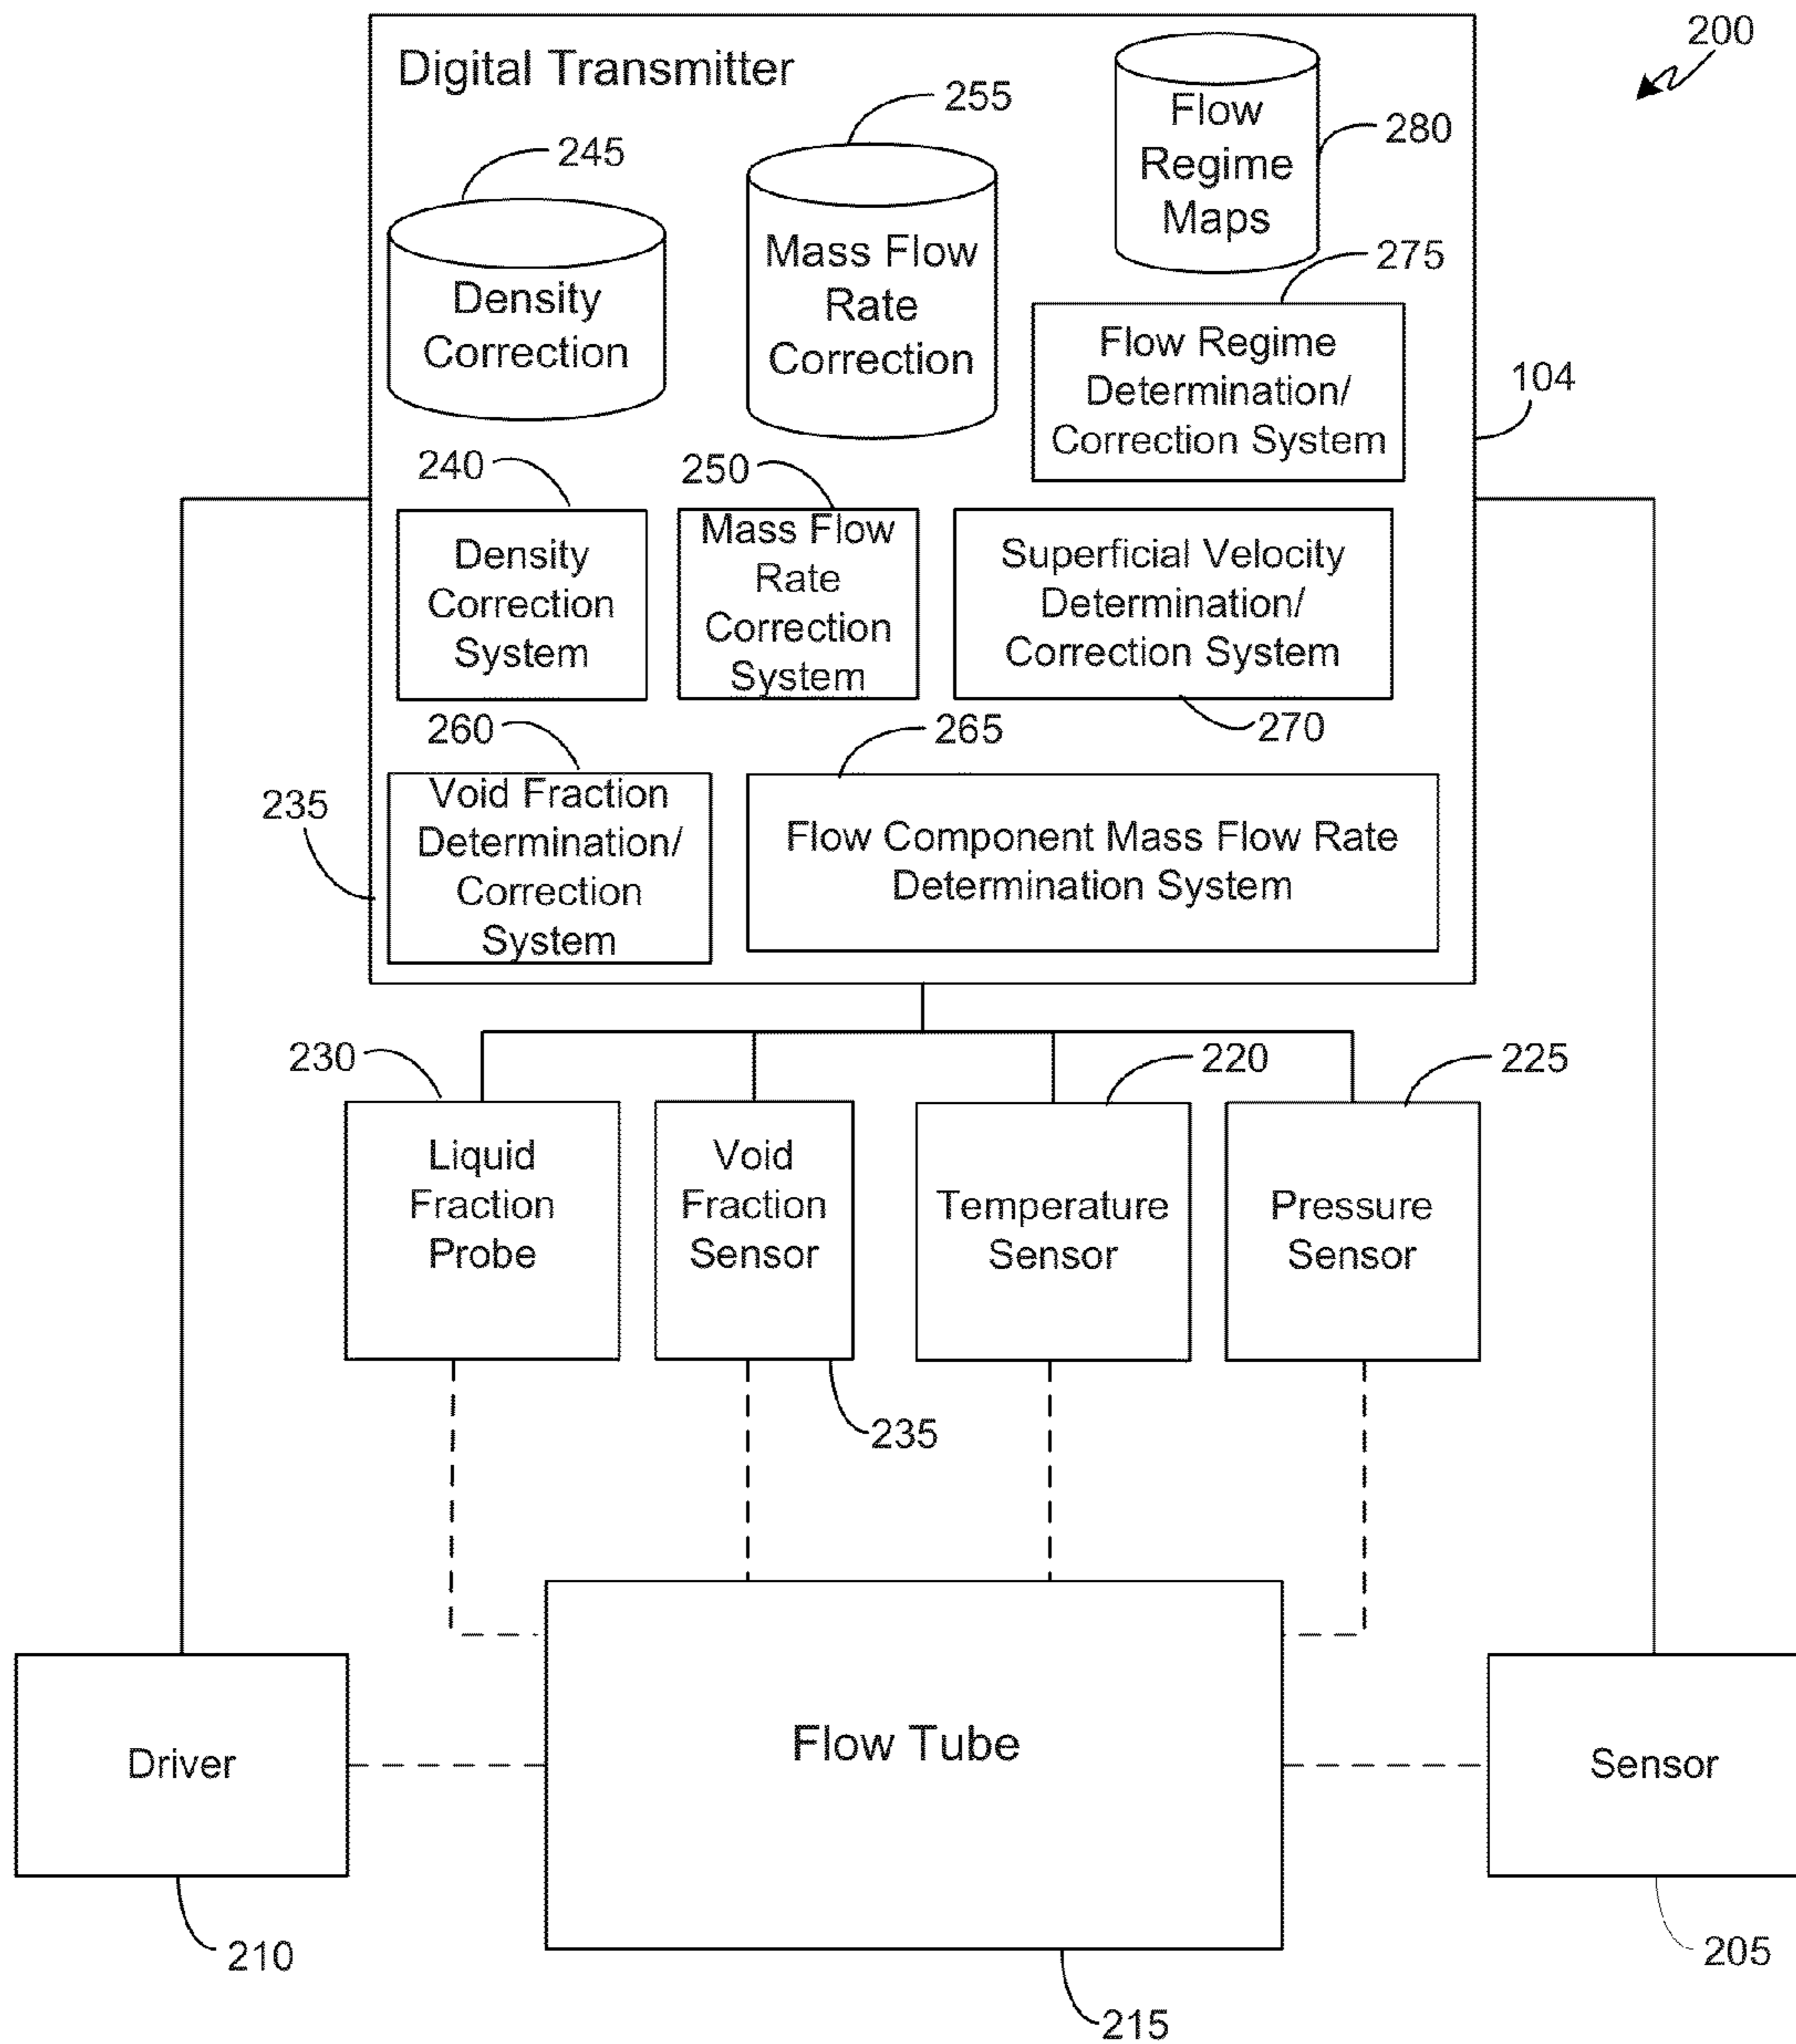 200
Digital Transmitter
255
Flow
Regime
Maps
280
245
Mass Flow
Rate
Correction
275
Density
Correction
Flow Regime
Determination/
Correction System
104
240
250
Density
Correction
System
Mass Flow
Rate
Correction
System
Superficial Velocity
Determination/
Correction System
260
265
270
235
Void Fraction
Determination/
Correction
System
Flow Component Mass Flow Rate
Determination System
230
220
225
Liquid
Fraction
Probe
Void
Fraction
Sensor
Temperature
Sensor
Pressure
Sensor
235
Driver
Flow Tube
Sensor
210
205
215